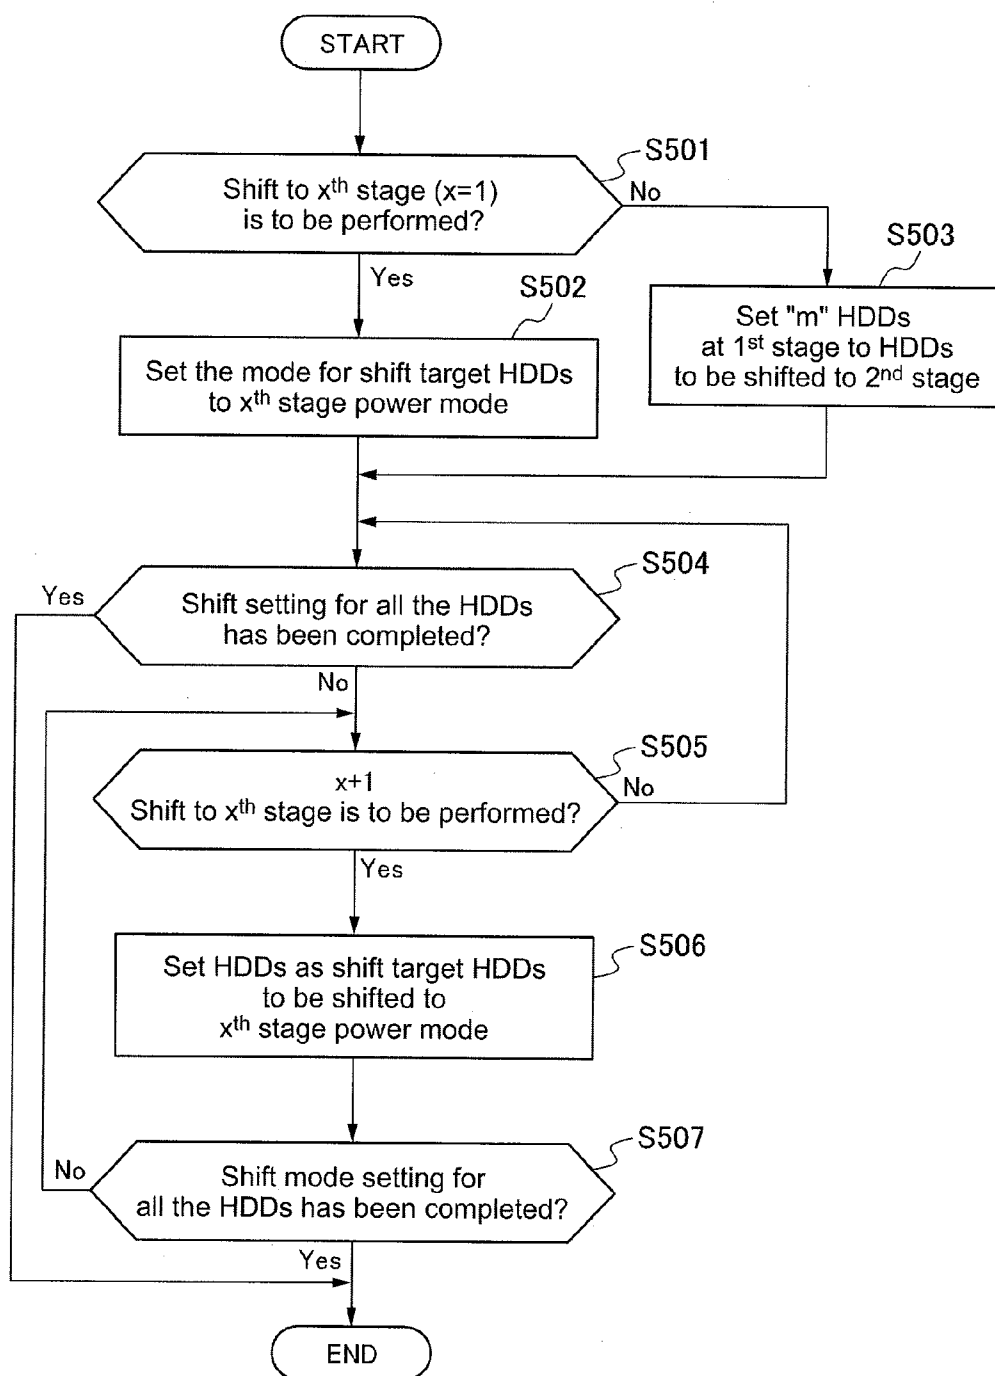 START
S501
Shift to xth stage (x=1)
is to be performed?
No
Yes
S503
Set "m" HDDs
at 1st stage to HDDs
to be shifted to 2nd stage
S502
Set the mode for shift target HDDs
to xth stage power mode
S504
Yes
Shift setting for all the HDDs
has been completed?
No
S505
x+1
Shift to xth stage is to be performed?
No
Yes
S506
Set HDDs as shift target HDDs
to be shifted to
xth stage power mode
S507
No
Shift mode setting for
all the HDDs has been completed?
Yes
END